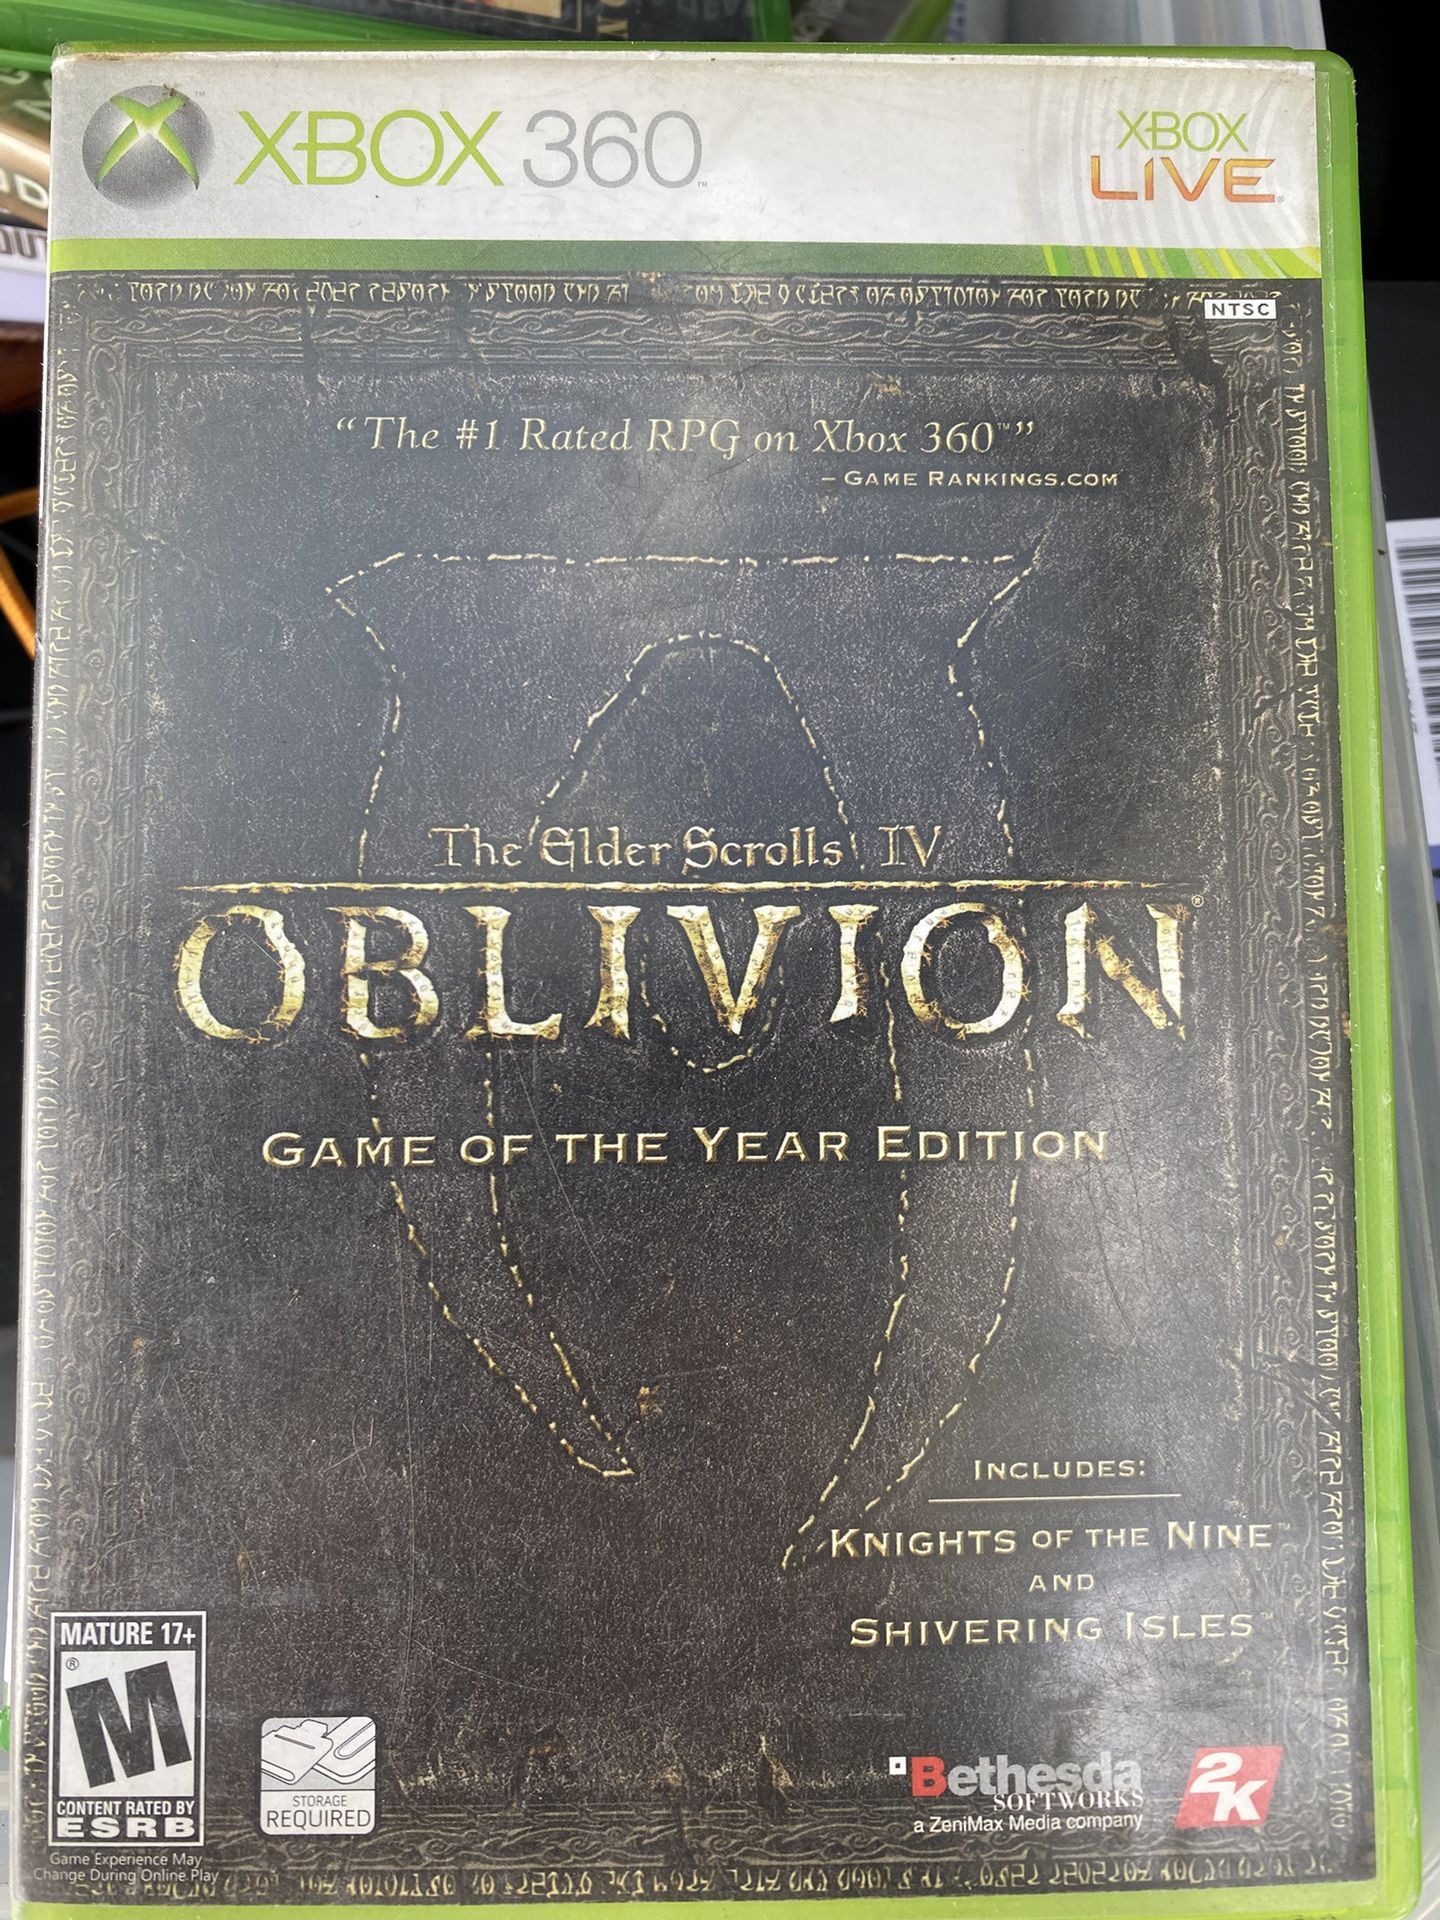 XBOX 360™
XBOX
LIVE®
NTSC
“The #1 Rated RPG on Xbox 360™”
– GAME RANKINGS.COM
The Elder Scrolls IV
OBLIVION®
GAME OF THE YEAR EDITION
INCLUDES:
KNIGHTS OF THE NINE™
AND
SHIVERING ISLES™
MATURE 17+
M®
CONTENT RATED BY
ESRB
Game Experience May
Change During Online Play
STORAGE
REQUIRED
Bethesda
SOFTWORKS
a ZeniMax Media company
2K